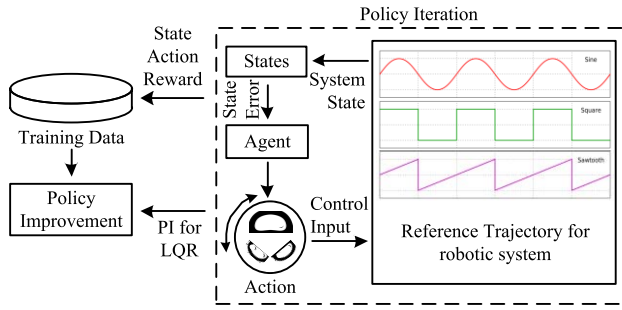 Policy Iteration
State
Action
Reward
States
System
State
State
Error
Sine
Square
Sawtooth
Training Data
Agent
Policy
Improvement
PI for
LQR
Control
Input
Action
Reference Trajectory for
robotic system